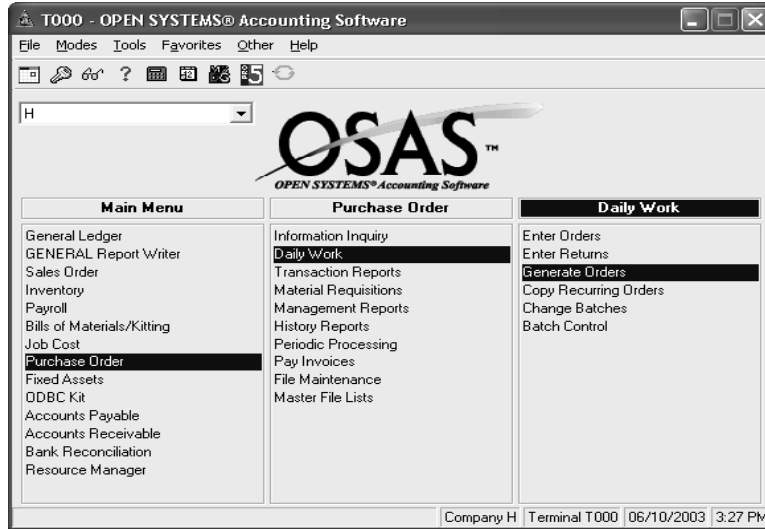 T000 - OPEN SYSTEMS® Accounting Software
File Modes Tools Favorites Other Help
H
OSAS™
OPEN SYSTEMS® Accounting Software
Main Menu
General Ledger
GENERAL Report Writer
Sales Order
Inventory
Payroll
Bills of Materials/Kitting
Job Cost
Purchase Order
Fixed Assets
ODBC Kit
Accounts Payable
Accounts Receivable
Bank Reconciliation
Resource Manager
Purchase Order
Information Inquiry
Daily Work
Transaction Reports
Material Requisitions
Management Reports
History Reports
Periodic Processing
Pay Invoices
File Maintenance
Master File Lists
Daily Work
Enter Orders
Enter Returns
Generate Orders
Copy Recurring Orders
Change Batches
Batch Control
Company H Terminal T000 06/10/2003 3:27 PM